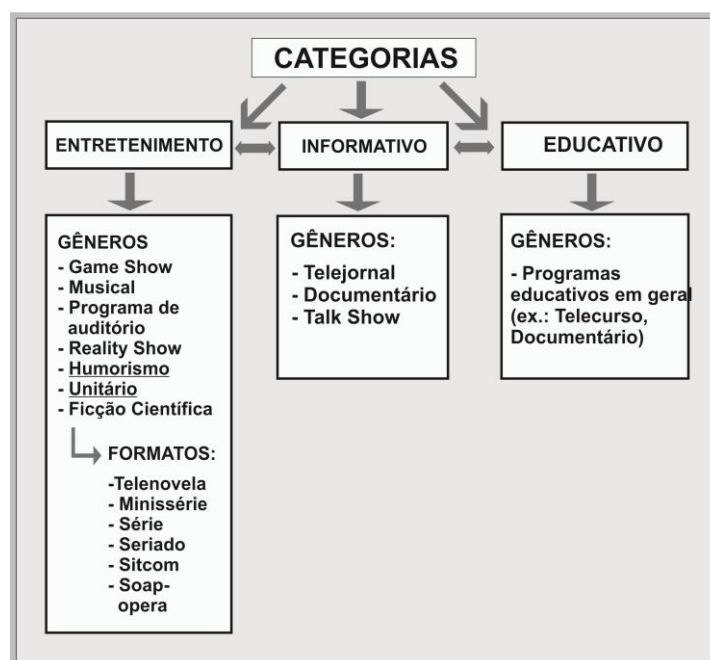 CATEGORIAS
ENTRETENIMENTO
INFORMATIVO
EDUCATIVO
GÊNEROS
- Game Show
- Musical
- Programa de
auditório
- Reality Show
- Humorismo
- Unitário
- Ficção Científica
FORMATOS:
-Telenovela
- Minissérie
- Série
- Seriado
- Sitcom
- Soap-
opera
GÊNEROS:
- Telejornal
- Documentário
- Talk Show
GÊNEROS:
- Programas
educativos em geral
(ex.: Telecurso,
Documentário)